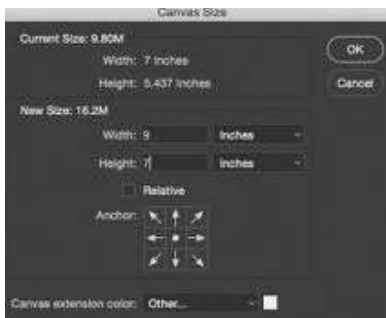 Canvas Size
Current Size: 9.80M
OK
Width: 7 Inches
Height: 5.437 Inches
Cancel
New Size: 16.2M
Width: 9 Inches
Height: 7 Inches
Relative
Anchor:
Canvas extension color: Other...